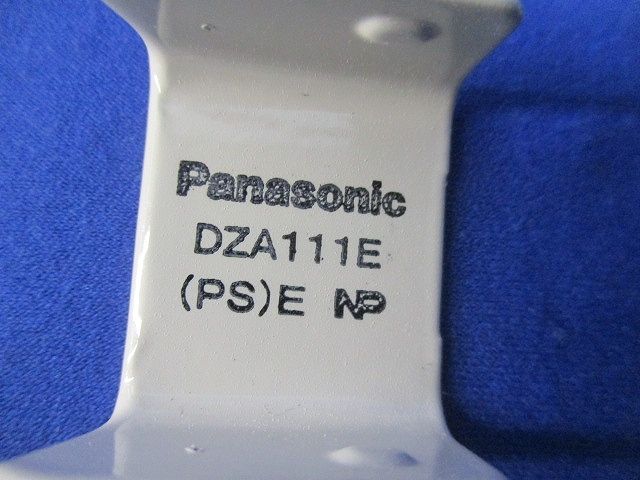 Panasonic
DZA111E
(PS)E NP